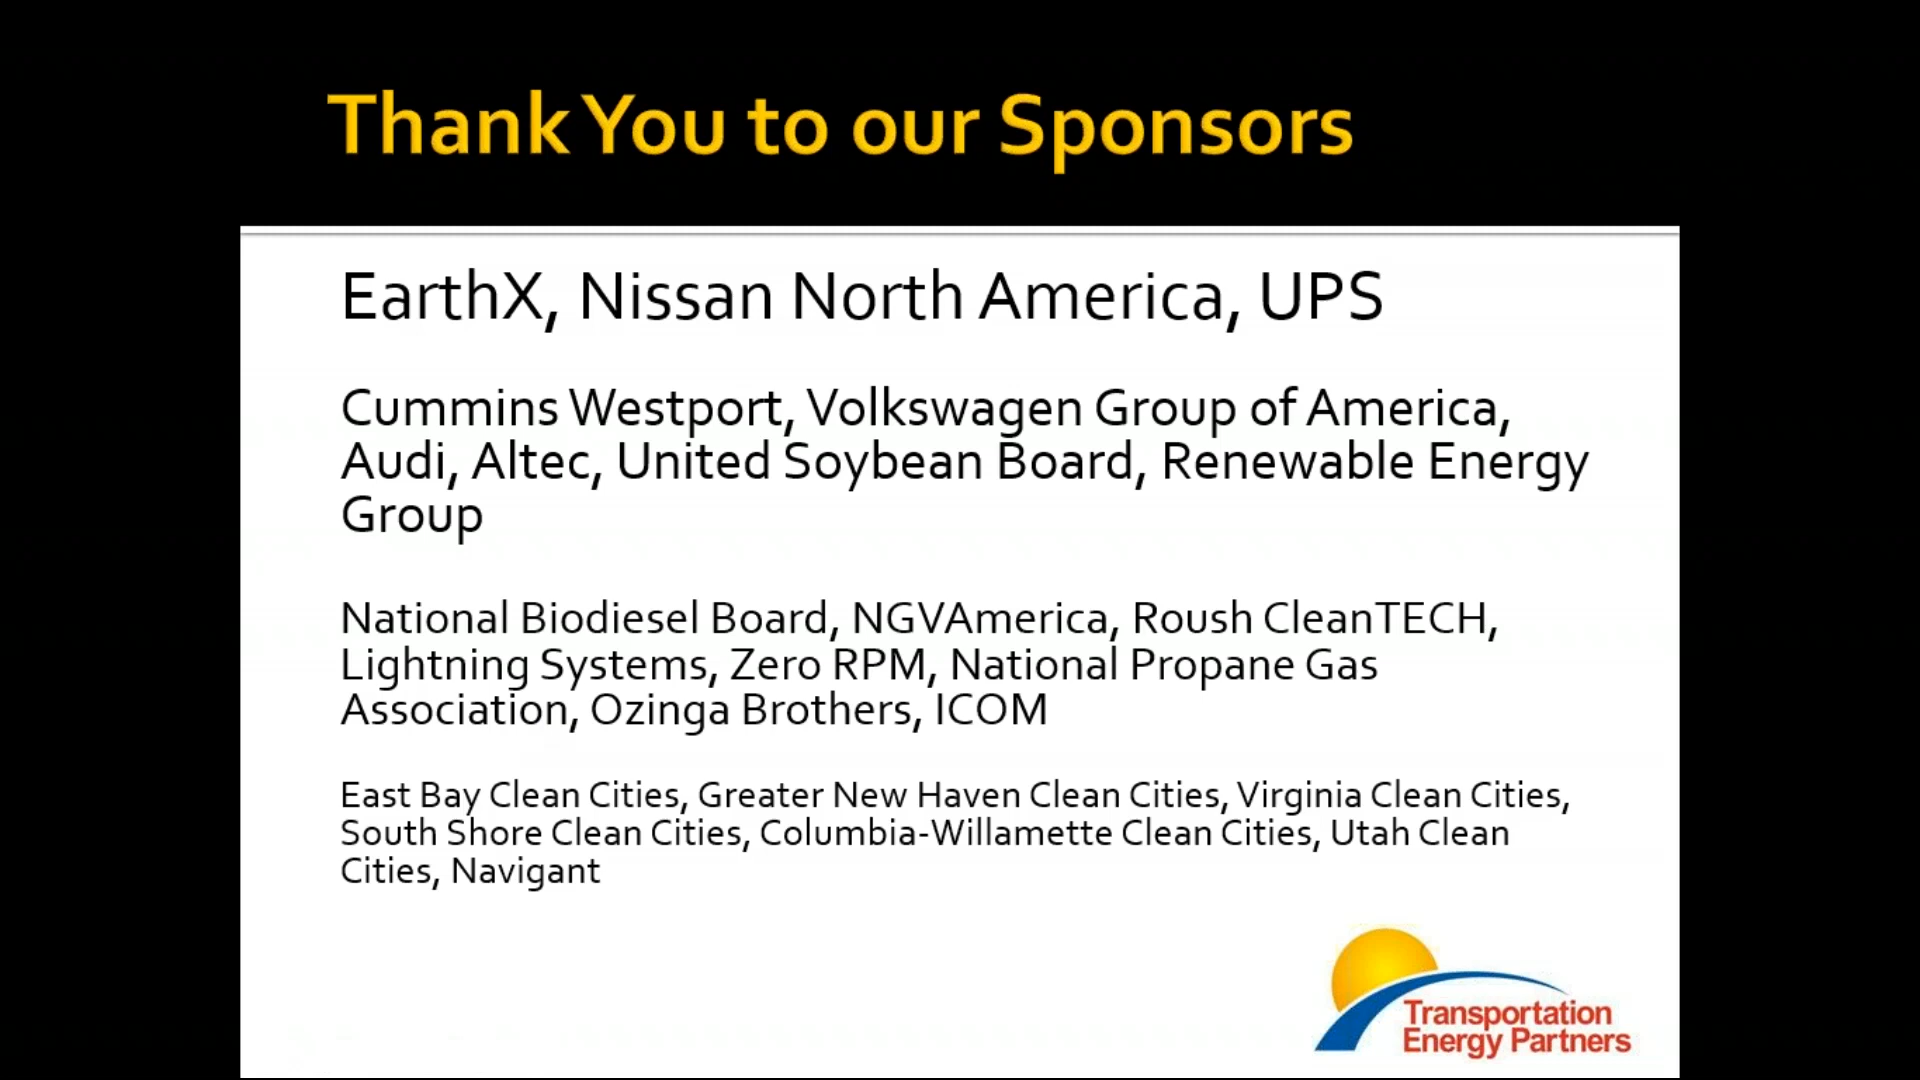 Thank You to our Sponsors
EarthX, Nissan North America, UPS
Cummins Westport, Volkswagen Group of America,
Audi, Altec, United Soybean Board, Renewable Energy
Group
National Biodiesel Board, NGVAmerica, Roush CleanTECH,
Lightning Systems, Zero RPM, National Propane Gas
Association, Ozinga Brothers, ICOM
East Bay Clean Cities, Greater New Haven Clean Cities, Virginia Clean Cities,
South Shore Clean Cities, Columbia-Willamette Clean Cities, Utah Clean
Cities, Navigant
Transportation
Energy Partners